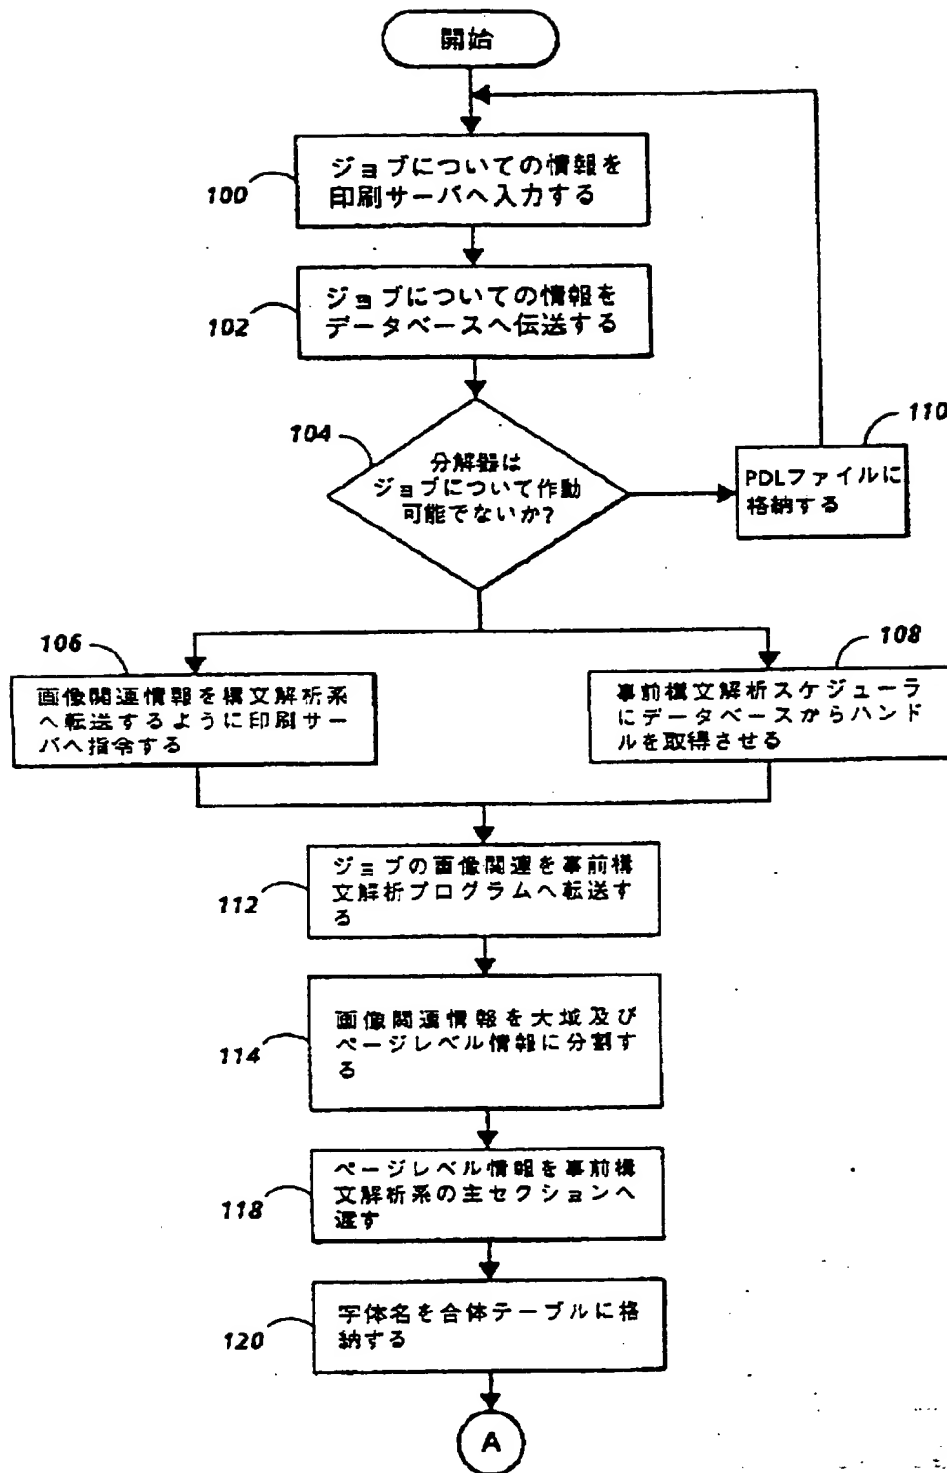 開始
100
ジョブについての情報を
印刷サーバへ入力する
102
ジョブについての情報を
データベースへ伝送する
104
分解器は
ジョブについて作動
可能でないか?
110
PDLファイルに
格納する
106
画像関連情報を構文解析系
へ転送するように印刷サー
バへ指令する
108
事前構文解析スケジューラ
にデータベースからハンド
ルを取得させる
112
ジョブの画像関連を事前構
文解析プログラムへ転送す
る
114
画像関連情報を大域及び
ページレベル情報に分割す
る
118
ページレベル情報を事前構
文解析系の主セクションへ
渡す
120
字体名を合体テーブルに格
納する
A